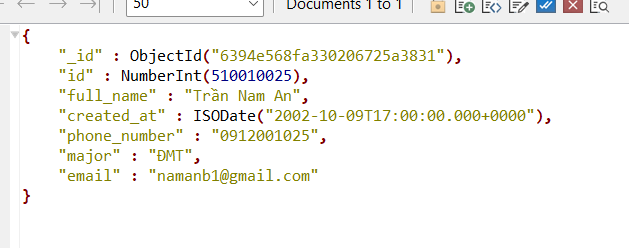 50
Documents 1 to 1
{
"_id" : ObjectId("6394e568fa330206725a3831"),
"id" : NumberInt(510010025),
"full_name" : "Trần Nam An",
"created_at" : ISODate("2002-10-09T17:00:00.000+0000"),
"phone_number" : "0912001025",
"major" : "ĐMT",
"email" : "namanb1@gmail.com"
}